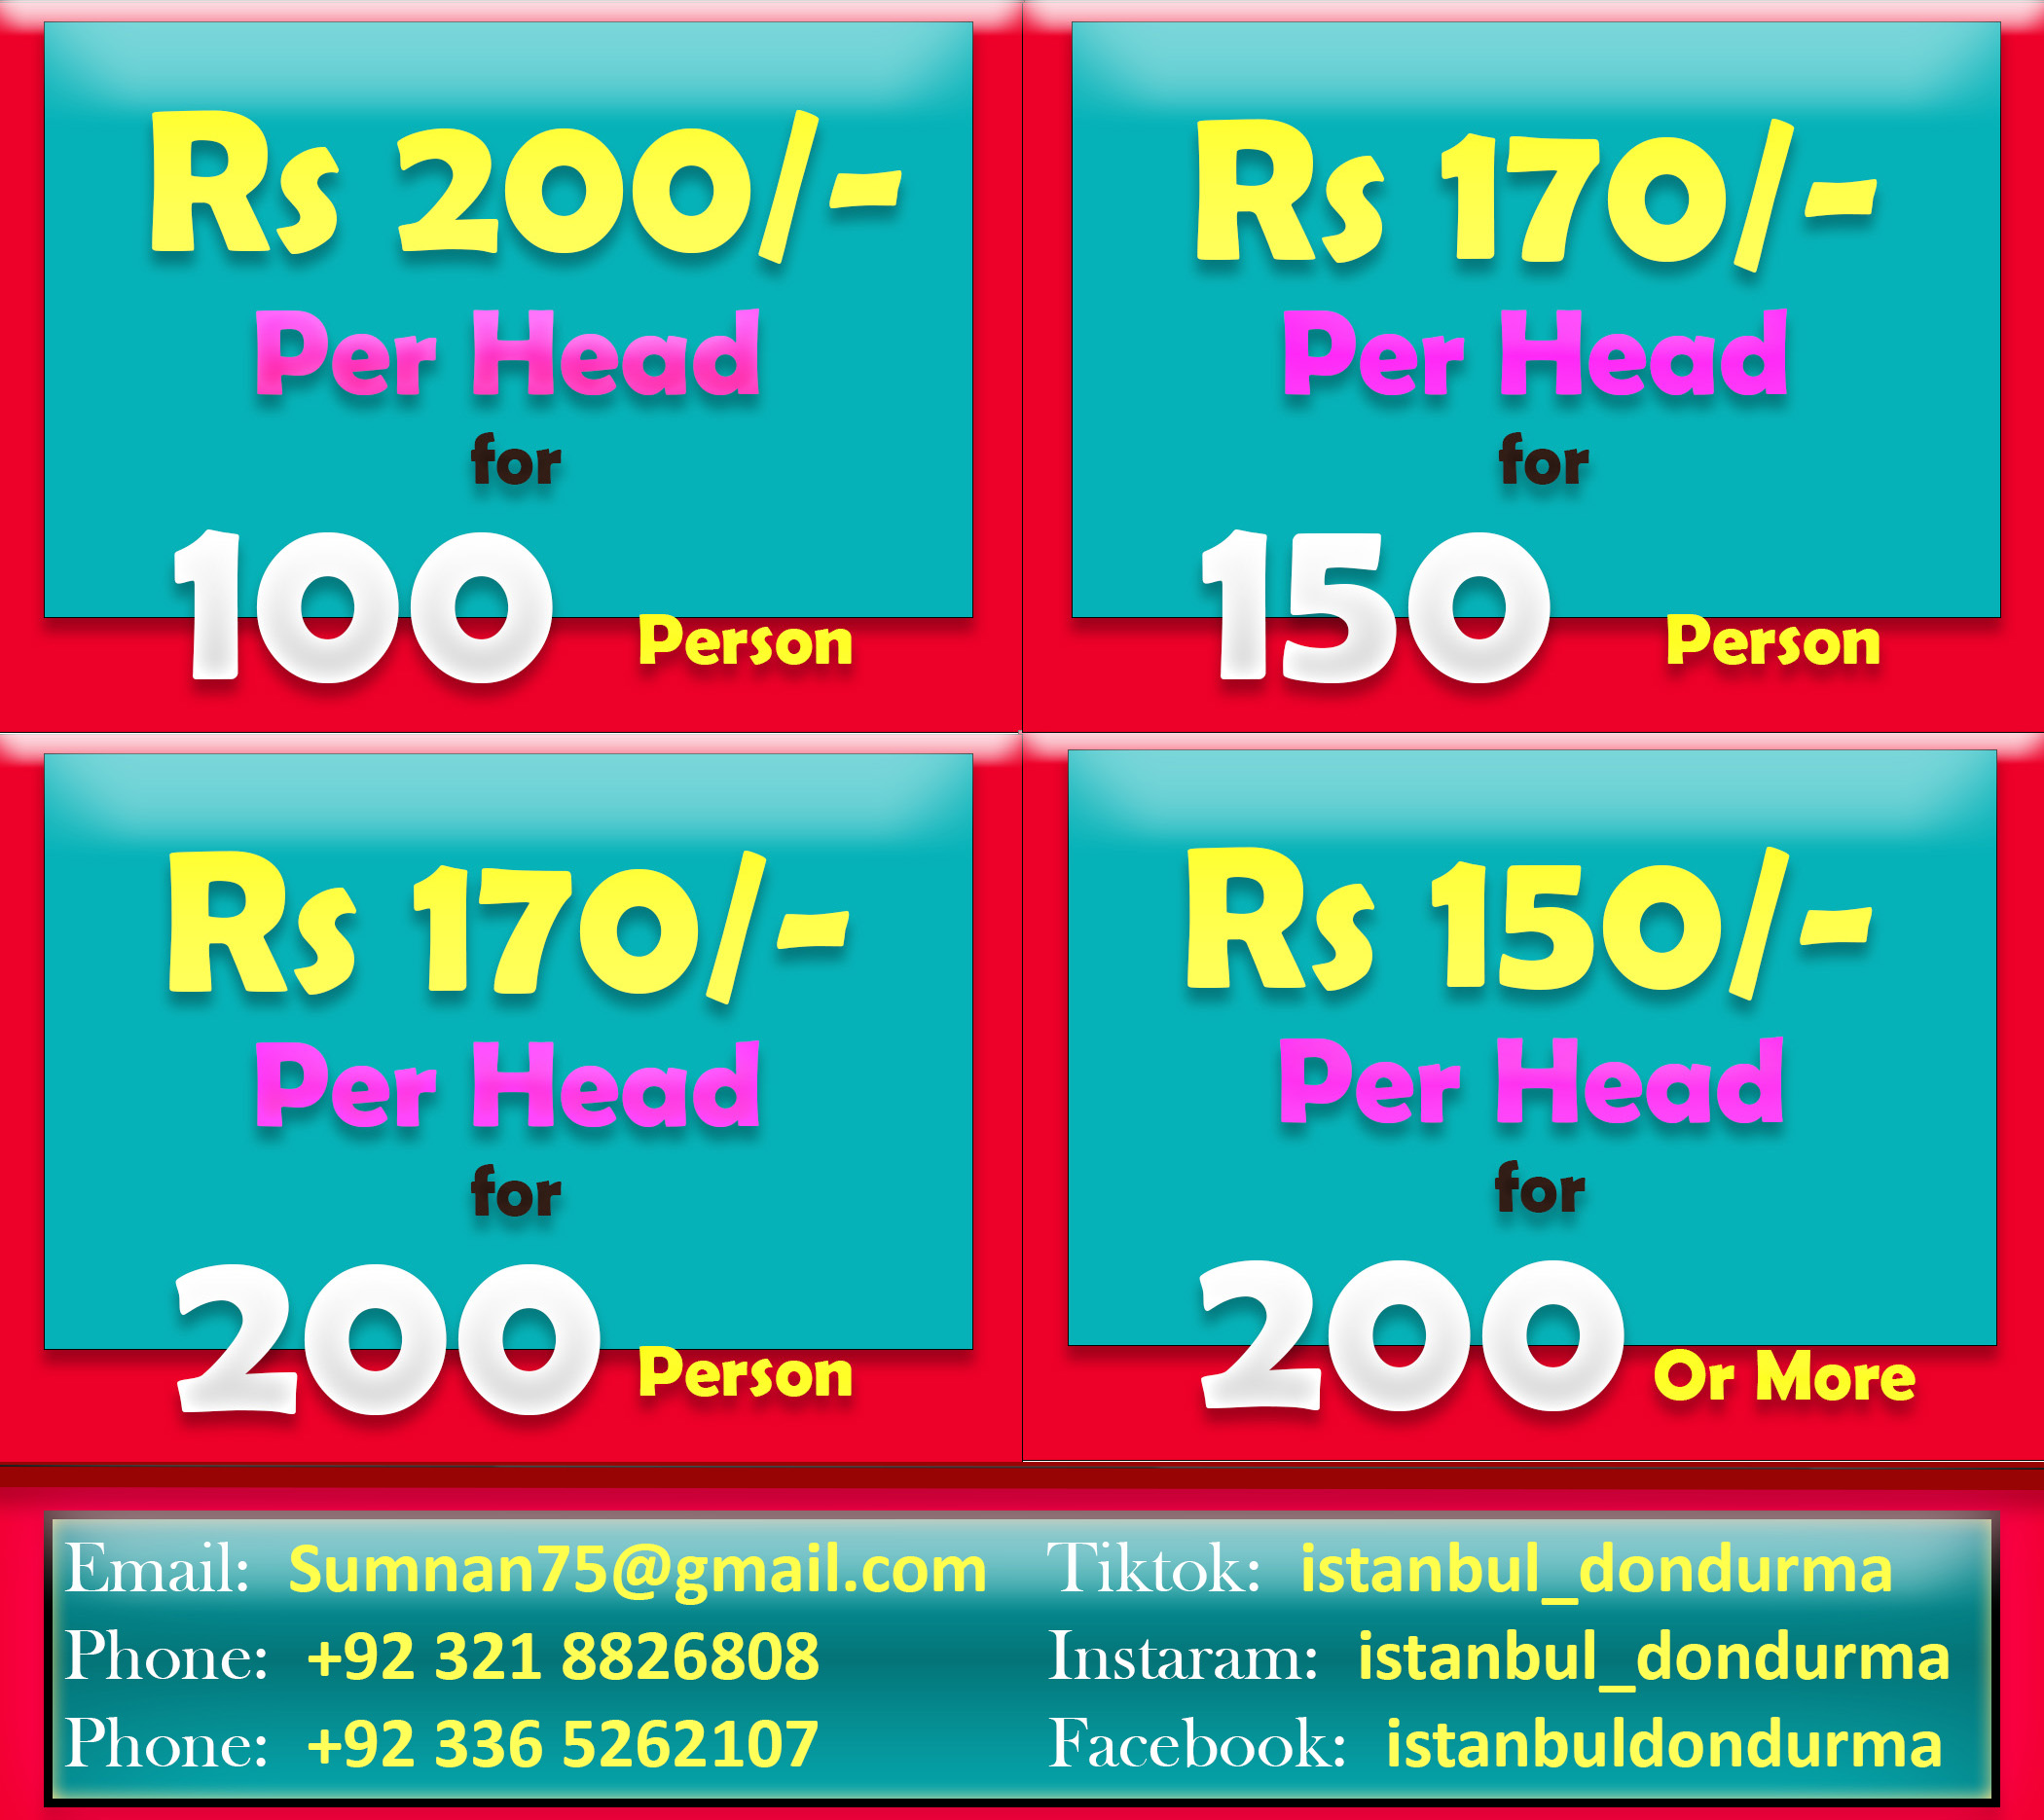 Rs 200/-
Per Head
for
100 Person
Rs 170/-
Per Head
for
150 Person
Rs 170/-
Per Head
for
200 Person
Rs 150/-
Per Head
for
200 Or More
Email: Sumnan75@gmail.com
Phone: +92 321 8826808
Phone: +92 336 5262107
Tiktok: istanbul_dondurma
Instaram: istanbul_dondurma
Facebook: istanbuldondurma